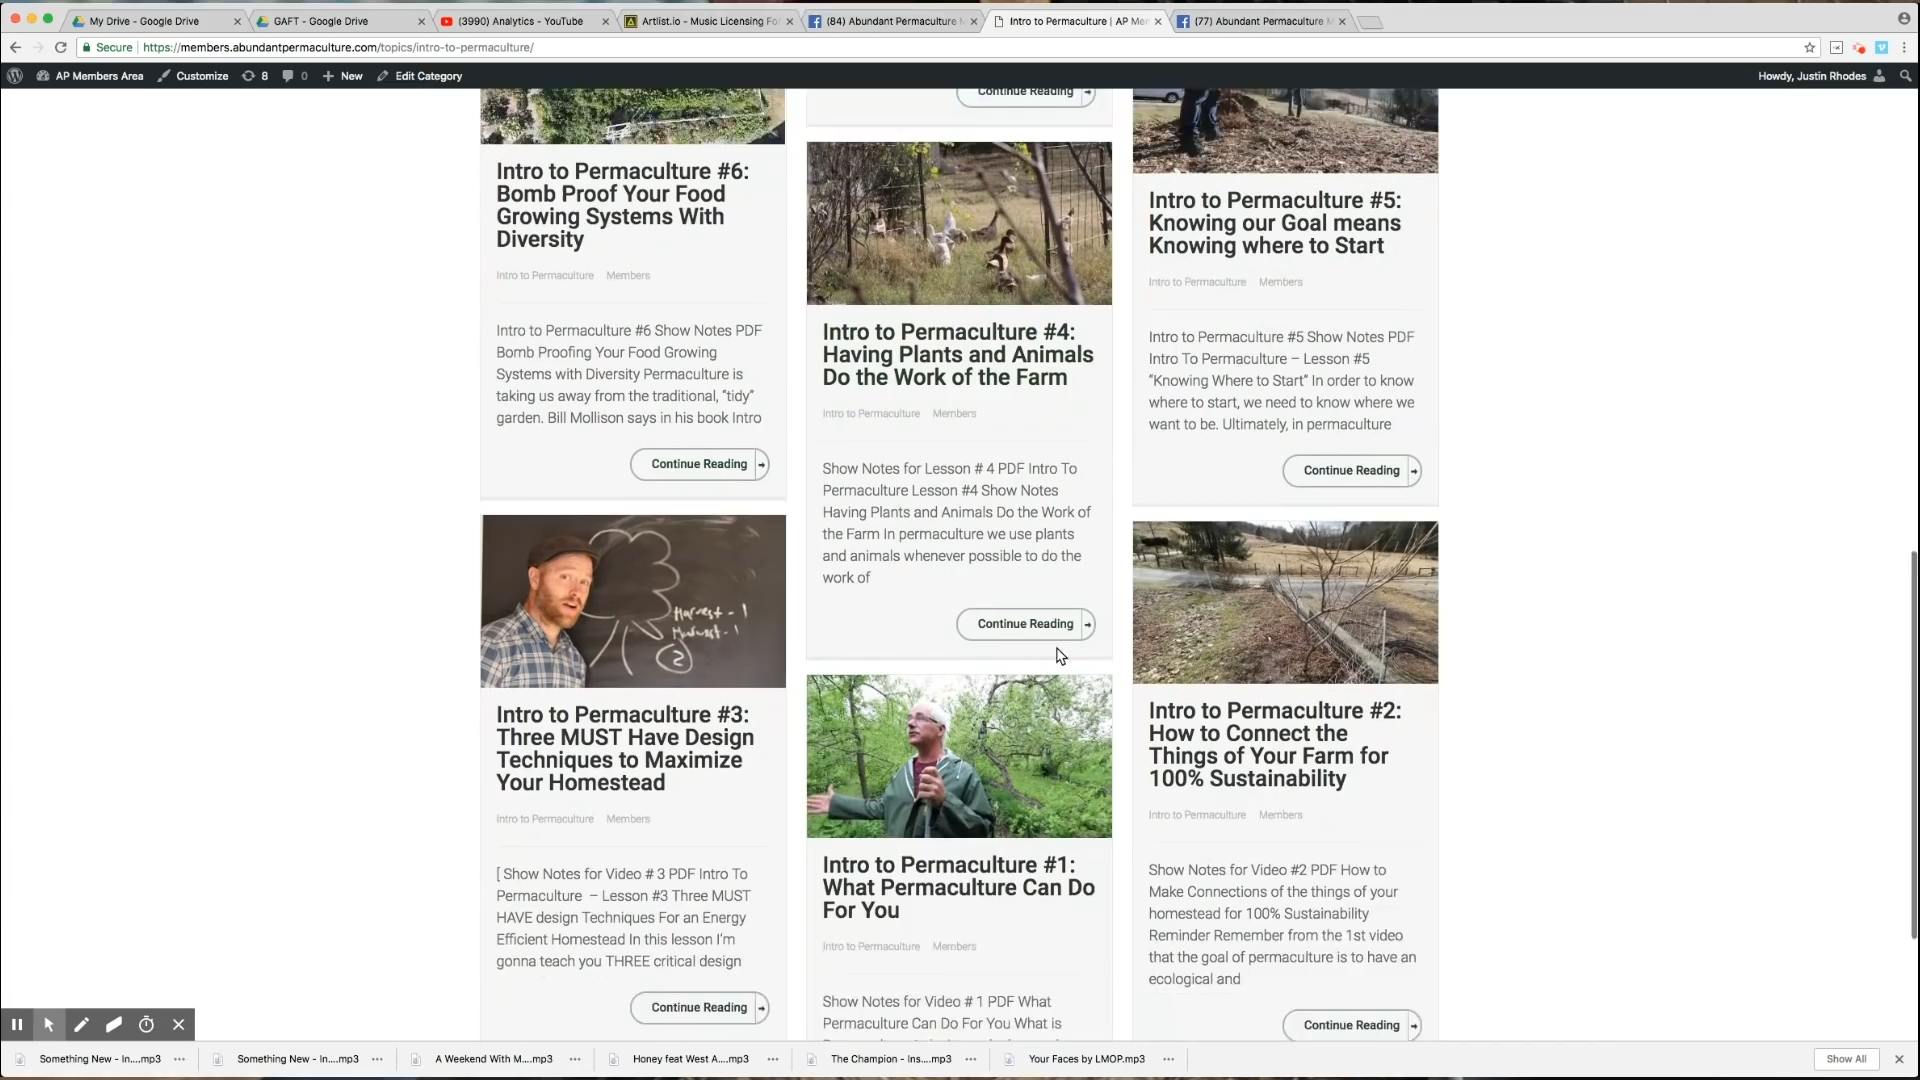 My Drive - Google Drive
GAFT - Google Drive
(3990) Analytics - YouTube
Artlist.io - Music Licensing Fo
(84) Abundant Permaculture M
Intro to Permaculture | AP Mem
(77) Abundant Permaculture M
Secure
https://members.abundantpermaculture.com/topics/intro-to-permaculture/
AP Members Area
Customize
8
0
New
Edit Category
Howdy, Justin Rhodes
Continue Reading
Intro to Permaculture #6:
Bomb Proof Your Food
Growing Systems With
Diversity
Intro to Permaculture Members
Intro to Permaculture #6 Show Notes PDF
Bomb Proofing Your Food Growing
Systems with Diversity Permaculture is
taking us away from the traditional, “tidy”
garden. Bill Mollison says in his book Intro
Continue Reading
Intro to Permaculture #4:
Having Plants and Animals
Do the Work of the Farm
Intro to Permaculture Members
Show Notes for Lesson # 4 PDF Intro To
Permaculture Lesson #4 Show Notes
Having Plants and Animals Do the Work of
the Farm In permaculture we use plants
and animals whenever possible to do the
work of
Continue Reading
Intro to Permaculture #5:
Knowing our Goal means
Knowing where to Start
Intro to Permaculture Members
Intro to Permaculture #5 Show Notes PDF
Intro To Permaculture – Lesson #5
“Knowing Where to Start” In order to know
where to start, we need to know where we
want to be. Ultimately, in permaculture
Continue Reading
Harvest - 1
2
Intro to Permaculture #3:
Three MUST Have Design
Techniques to Maximize
Your Homestead
Intro to Permaculture Members
[ Show Notes for Video # 3 PDF Intro To
Permaculture – Lesson #3 Three MUST
HAVE design Techniques For an Energy
Efficient Homestead In this lesson I’m
gonna teach you THREE critical design
Continue Reading
Intro to Permaculture #1:
What Permaculture Can Do
For You
Intro to Permaculture Members
Show Notes for Video # 1 PDF What
Permaculture Can Do For You What is
Intro to Permaculture #2:
How to Connect the
Things of Your Farm for
100% Sustainability
Intro to Permaculture Members
Show Notes for Video #2 PDF How to
Make Connections of the things of your
homestead for 100% Sustainability
Reminder Remember from the 1st video
that the goal of permaculture is to have an
ecological and
Continue Reading
Something New - In....mp3
Something New - In....mp3
A Weekend With M....mp3
Honey feat West A....mp3
The Champion - Ins....mp3
Your Faces by LMOP.mp3
Show All